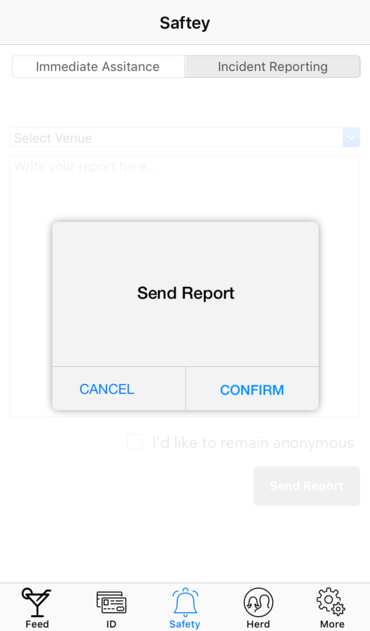 Saftey
Immediate Assitance
Incident Reporting
Select Venue
Write your report here...
Send Report
CANCEL
CONFIRM
I'd like to remain anonymous
Send Report
Feed
ID
Safety
Herd
More